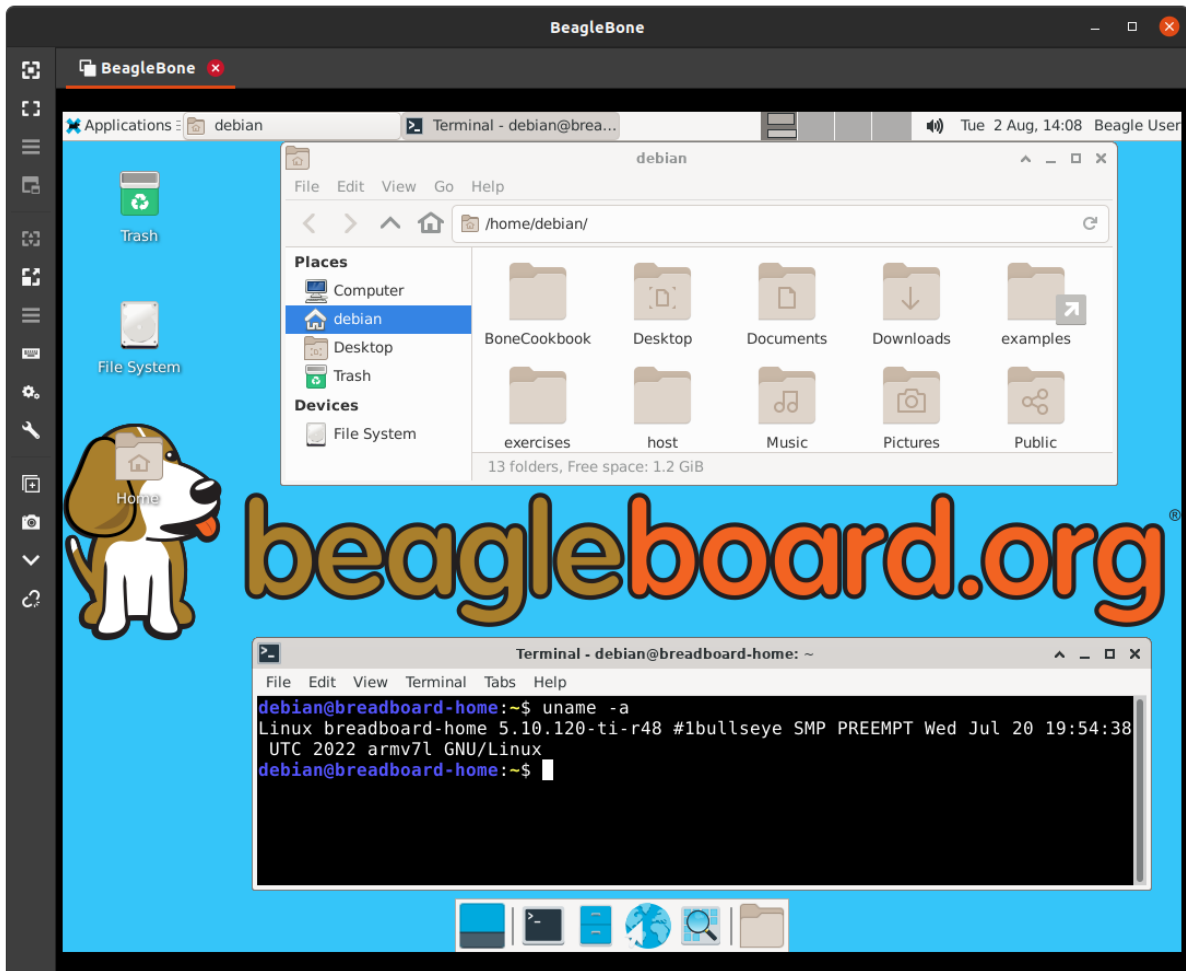 BeagleBone
BeagleBone
Applications
debian
Terminal - debian@brea...
Tue 2 Aug, 14:08
Beagle User
Trash
File System
Home
debian
File Edit View Go Help
/home/debian/
Places
Computer
debian
Desktop
Trash
Devices
File System
BoneCookbook
Desktop
Documents
Downloads
examples
exercises
host
Music
Pictures
Public
13 folders, Free space: 1.2 GiB
beagleboard.org®
Terminal - debian@breadboard-home: ~
File Edit View Terminal Tabs Help
debian@breadboard-home:~$ uname -a
Linux breadboard-home 5.10.120-ti-r48 #1bullseye SMP PREEMPT Wed Jul 20 19:54:38
UTC 2022 armv7l GNU/Linux
debian@breadboard-home:~$